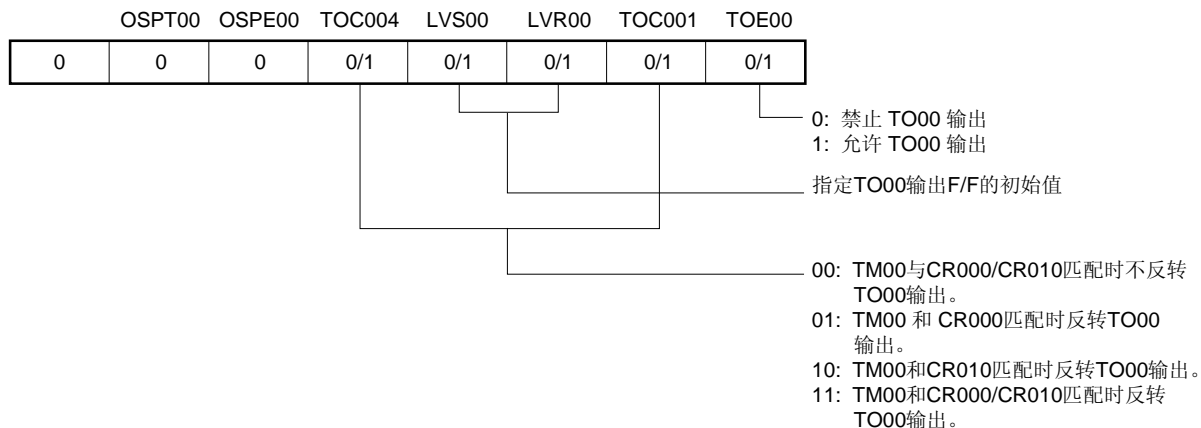 OSPT00 OSPE00 TOC004 LVS00 LVR00 TOC001 TOE00
0 0 0 0/1 0/1 0/1 0/1 0/1
0: 禁止 TO00 输出
1: 允许 TO00 输出
指定TO00输出F/F的初始值
00: TM00与CR000/CR010匹配时不反转
TO00输出。
01: TM00 和 CR000匹配时反转TO00
输出。
10: TM00和CR010匹配时反转TO00输出。
11: TM00和CR000/CR010匹配时反转
TO00输出。